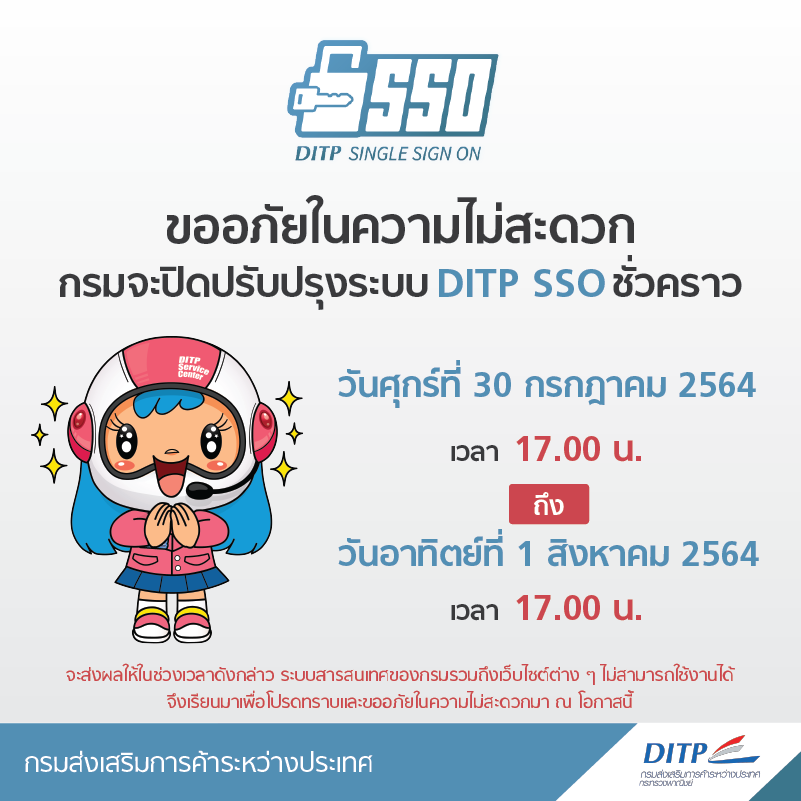 SSO
DITP SINGLE SIGN ON
ขออภัยในความไม่สะดวก
กรมจะปิดปรับปรุงระบบ DITP SSO ชั่วคราว
DITP
Service
Center
วันศุกร์ที่ 30 กรกฎาคม 2564
เวลา 17.00 น.
ถึง
วันอาทิตย์ที่ 1 สิงหาคม 2564
เวลา 17.00 น.
จะส่งผลให้ในช่วงเวลาดังกล่าว ระบบสารสนเทศของกรมรวมถึงเว็บไซต์ต่าง ๆ ไม่สามารถใช้งานได้
จึงเรียนมาเพื่อโปรดทราบและขออภัยในความไม่สะดวกมา ณ โอกาสนี้
กรมส่งเสริมการค้าระหว่างประเทศ
DITP
กรมส่งเสริมการค้าระหว่างประเทศ
กระทรวงพาณิชย์